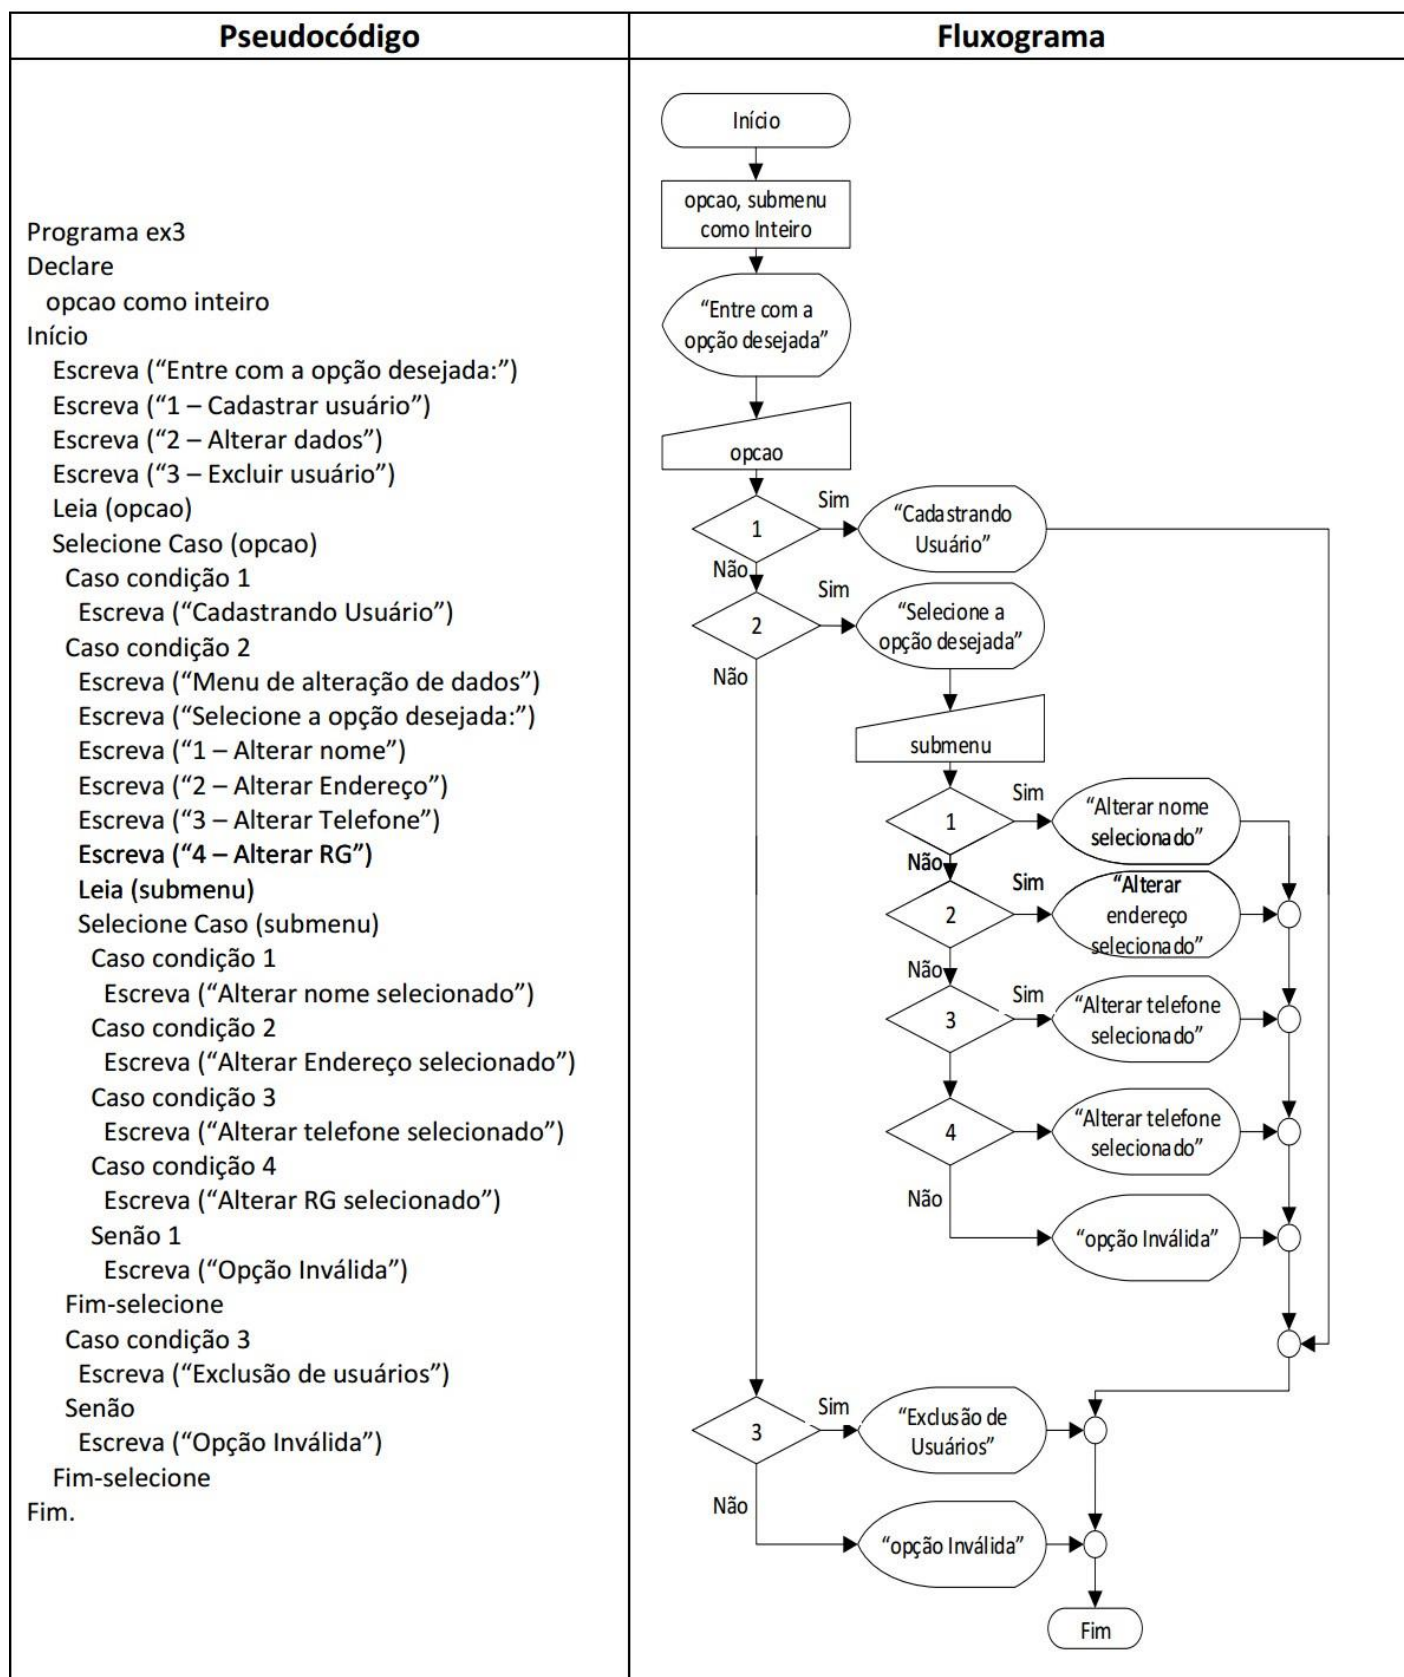 Pseudocódigo
Fluxograma
Programa ex3
Declare
opcao como inteiro
Início
Escreva (“Entre com a opção desejada:”)
Escreva (“1 – Cadastrar usuário”)
Escreva (“2 – Alterar dados”)
Escreva (“3 – Excluir usuário”)
Leia (opcao)
Selecione Caso (opcao)
Caso condição 1
Escreva (“Cadastrando Usuário”)
Caso condição 2
Escreva (“Menu de alteração de dados”)
Escreva (“Selecione a opção desejada:”)
Escreva (“1 – Alterar nome”)
Escreva (“2 – Alterar Endereço”)
Escreva (“3 – Alterar Telefone”)
Escreva (“4 – Alterar RG”)
Leia (submenu)
Selecione Caso (submenu)
Caso condição 1
Escreva (“Alterar nome selecionado”)
Caso condição 2
Escreva (“Alterar Endereço selecionado”)
Caso condição 3
Escreva (“Alterar telefone selecionado”)
Caso condição 4
Escreva (“Alterar RG selecionado”)
Senão 1
Escreva (“Opção Inválida”)
Fim-selecione
Caso condição 3
Escreva (“Exclusão de usuários”)
Senão
Escreva (“Opção Inválida”)
Fim-selecione
Fim.
Início
opcao, submenu
como Inteiro
“Entre com a
opção desejada”
opcao
1
Sim
“Cadastrando
Usuário”
Não
2
Sim
“Selecione a
opção desejada”
Não
submenu
1
Sim
“Alterar nome
selecionado”
Não
2
Sim
“Alterar
endereço
selecionado”
Não
3
Sim
“Alterar telefone
selecionado”
4
“Alterar telefone
selecionado”
Não
“opção Inválida”
3
Sim
“Exclusão de
Usuários”
Não
“opção Inválida”
Fim